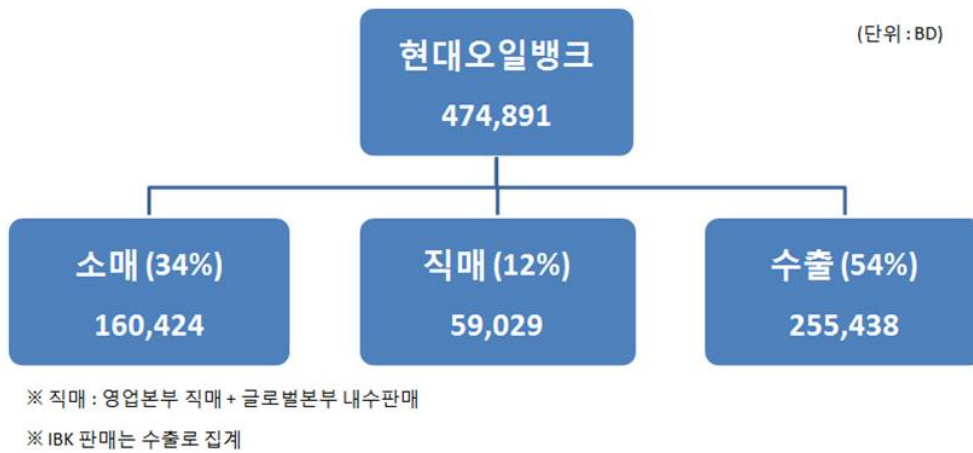 (단위 : BD)
현대오일뱅크
474,891
소매 (34%)
160,424
직매 (12%)
59,029
수출 (54%)
255,438
※ 직매 : 영업본부 직매 + 글로벌본부 내수판매
※ IBK 판매는 수출로 집계